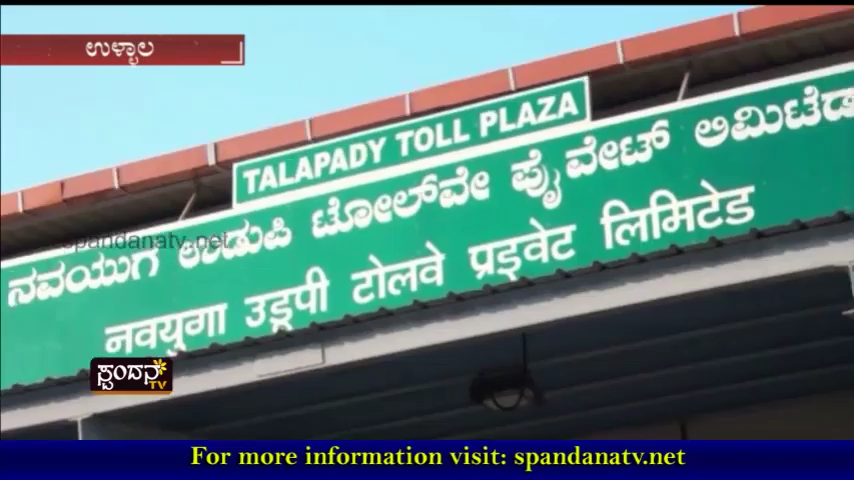 ಉಳ್ಳಾಲ
TALAPADY TOLL PLAZA
ನವಯುಗ ಉಡುಪಿ ಟೋಲ್‌ವೇ ಪ್ರೈವೇಟ್ ಲಿಮಿಟೆಡ್
नवयुगा उडूपी टोलवे प्रइवेट लिमिटेड
spandanatv.net
ಸ್ಪಂದನ
TV
For more information visit: spandanatv.net